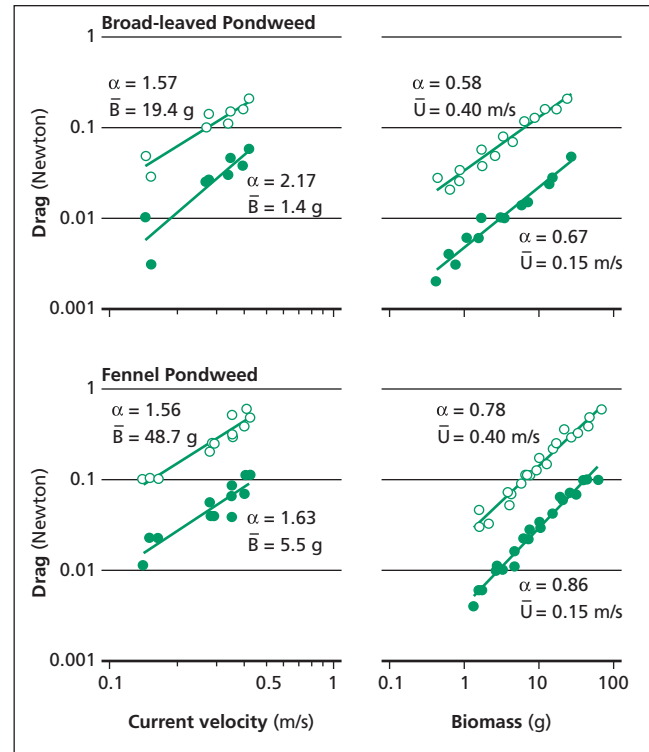 Broad-leaved Pondweed
1
0.1
0.01
0.001
Drag (Newton)
α = 1.57
B̄ = 19.4 g
α = 2.17
B̄ = 1.4 g
α = 0.58
Ū = 0.40 m/s
α = 0.67
Ū = 0.15 m/s
Fennel Pondweed
1
0.1
0.01
0.001
Drag (Newton)
α = 1.56
B̄ = 48.7 g
α = 1.63
B̄ = 5.5 g
α = 0.78
Ū = 0.40 m/s
α = 0.86
Ū = 0.15 m/s
0.1 0.5 1
Current velocity (m/s)
0.1 1 10 100
Biomass (g)